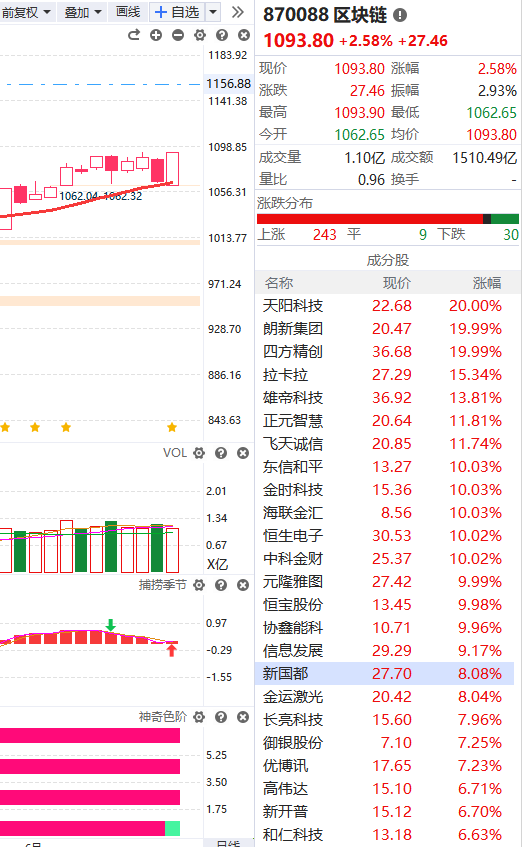 前复权 叠加 画线 +自选
1183.92
1156.88
1141.38
1098.85
1062.04-1062.32
1056.31
1013.77
971.24
928.70
886.16
843.63
VOL
2.01
1.34
0.67
X亿
捕捞季节
0.97
-0.29
-1.55
神奇色阶
5.25
3.50
1.75
日线
870088 区块链
1093.80 +2.58% +27.46
现价 1093.80 涨幅 2.58%
涨跌 27.46 振幅 2.93%
最高 1093.90 最低 1062.65
今开 1062.65 均价 1093.80
成交量 1.10亿 成交额 1510.49亿
量比 0.96 换手 -
涨跌分布
上涨 243 平 9 下跌 30
成分股
名称 现价 涨幅
天阳科技 22.68 20.00%
朗新集团 20.47 19.99%
四方精创 36.68 19.99%
拉卡拉 27.29 15.34%
雄帝科技 36.92 13.81%
正元智慧 20.64 11.81%
飞天诚信 20.85 11.74%
东信和平 13.27 10.03%
金时科技 15.36 10.03%
海联金汇 8.56 10.03%
恒生电子 30.53 10.02%
中科金财 25.37 10.02%
元隆雅图 27.42 9.99%
恒宝股份 13.45 9.98%
协鑫能科 10.71 9.96%
信息发展 29.29 9.17%
新国都 27.70 8.08%
金运激光 20.42 8.04%
长亮科技 15.60 7.96%
御银股份 7.10 7.25%
优博讯 17.65 7.23%
高伟达 15.10 6.71%
新开普 15.12 6.70%
和仁科技 13.18 6.63%